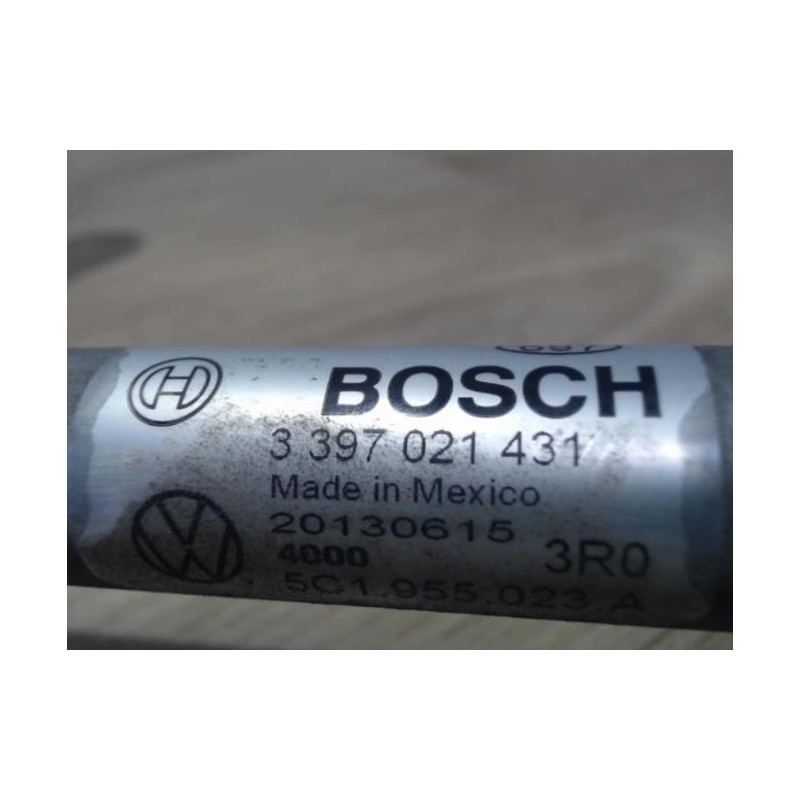 BOSCH
3 397 021 431
Made in Mexico
20130615
4000 3R0
5C1.955.023.A